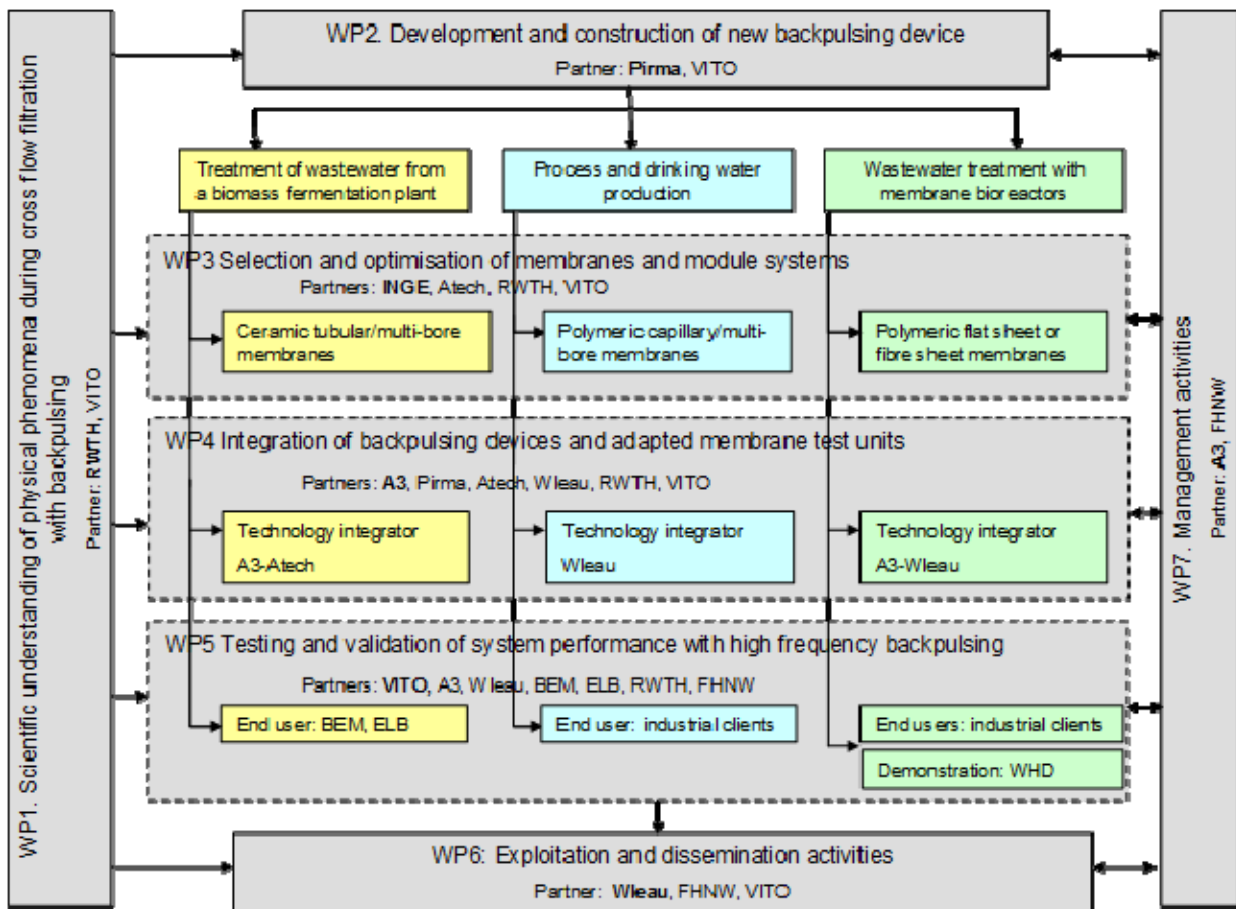 WP1. Scientific understanding of physical phenomena during cross flow filtration
with backpulsing
Partner: RWTH, VITO
WP2. Development and construction of new backpulsing device
Partner: Pirma, VITO
Treatment of wastewater from
a biomass fermentation plant
Process and drinking water
production
Wastewater treatment with
membrane bioreactors
WP3 Selection and optimisation of membranes and module systems
Partners: INGE, Atech, RWTH, VITO
Ceramic tubular/multi-bore
membranes
Polymeric capillary/multi-
bore membranes
Polymeric flat sheet or
fibre sheet membranes
WP4 Integration of backpulsing devices and adapted membrane test units
Partners: A3, Pirma, Atech, Wleau, RWTH, VITO
Technology integrator
A3-Atech
Technology integrator
Wleau
Technology integrator
A3-Wleau
WP5 Testing and validation of system performance with high frequency backpulsing
Partners: VITO, A3, Wleau, BEM, ELB, RWTH, FHNW
End user: BEM, ELB
End user: industrial clients
End users: industrial clients
Demonstration: WHD
WP6: Exploitation and dissemination activities
Partner: Wleau, FHNW, VITO
WP7. Management activities
Partner: A3, FHNW